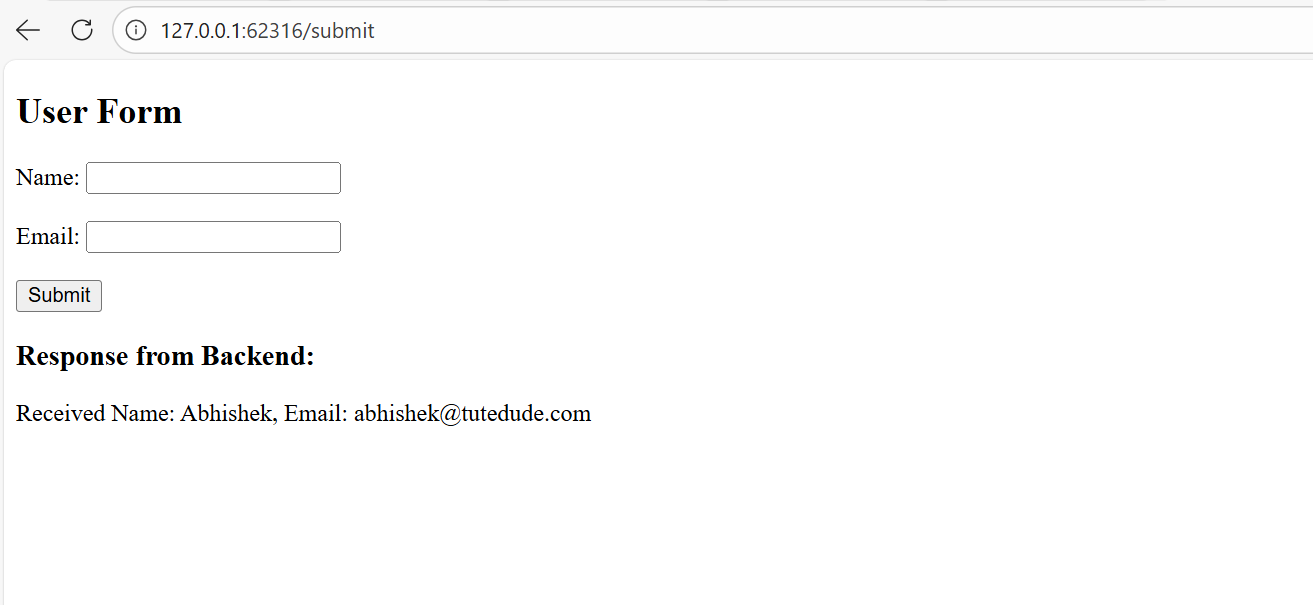 127.0.0.1:62316/submit
User Form
Name:
Email:
Submit
Response from Backend:
Received Name: Abhishek, Email: abhishek@tutedude.com